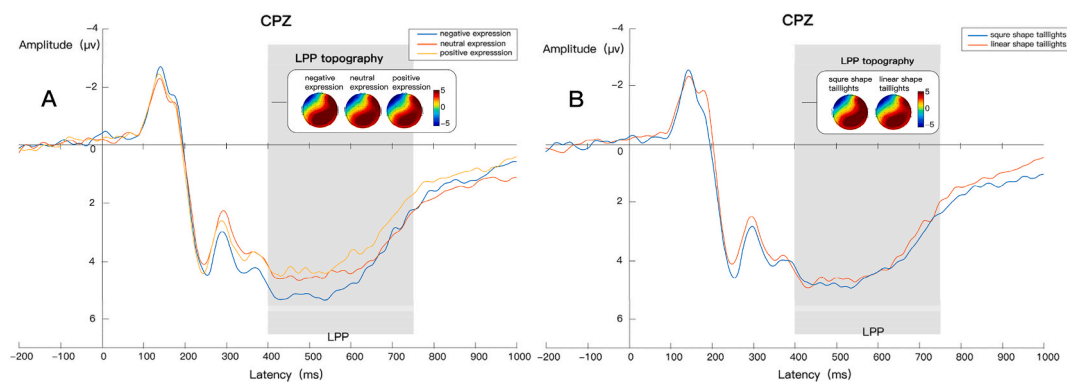 CPZ
Amplitude (μv)
negative expression
neutral expression
positive expresssion
LPP topography
negative expression
neutral expression
positive expression
5
0
−5
A
−4
−2
0
2
4
6
LPP
−200 −100 0 100 200 300 400 500 600 700 800 900 1000
Latency (ms)
CPZ
Amplitude (μv)
squre shape taillights
linear shape taillights
LPP topography
squre shape taillights
linear shape taillights
5
0
−5
B
−4
−2
0
2
4
6
LPP
−200 −100 0 100 200 300 400 500 600 700 800 900 1000
Latency (ms)